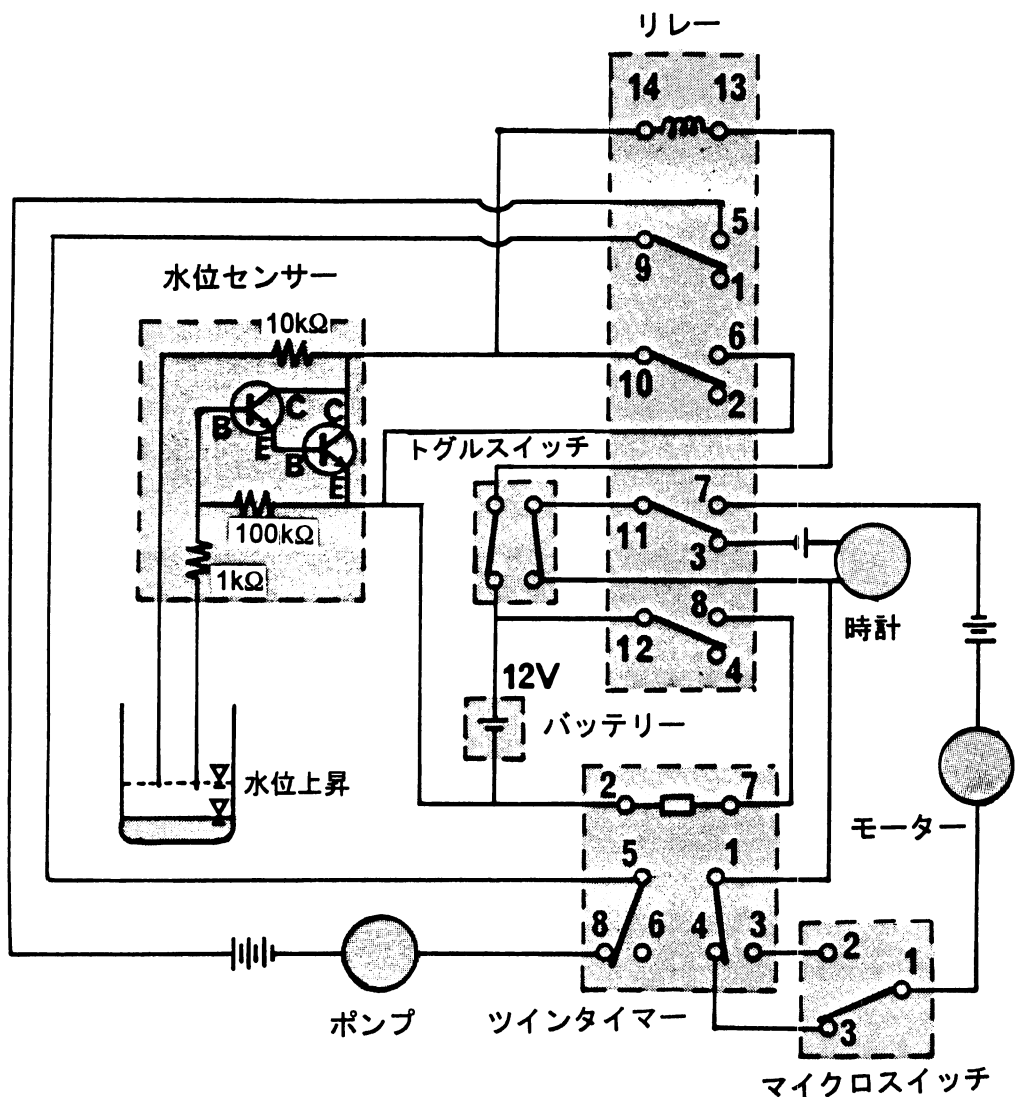 リレー
14 13
5
9
1
水位センサー
10kΩ
6
10
2
C
C
B
E
B
E
トグルスイッチ
7
11
3
100kΩ
1kΩ
8
時計
12
4
12V
バッテリー
水位上昇
2 7
モーター
5 1
8 6 4 3
2 1
3
ポンプ
ツインタイマー
マイクロスイッチ